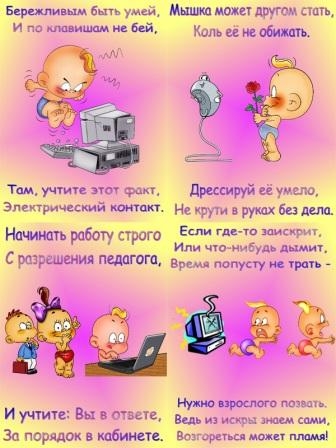 Бережливым быть умей,
И по клавишам не бей,
Там, учтите этот факт,
Электрический контакт.
Мышка может другом стать,
Коль её не обижать.
Дрессируй её умело,
Не крути в руках без дела.
Начинать работу строго
С разрешения педагога,
И учтите: Вы в ответе,
За порядок в кабинете.
Если где-то заискрит,
Или что-нибудь дымит,
Время попусту не трать -
Нужно взрослого позвать.
Ведь из искры знаем сами,
Возгореться может пламя!